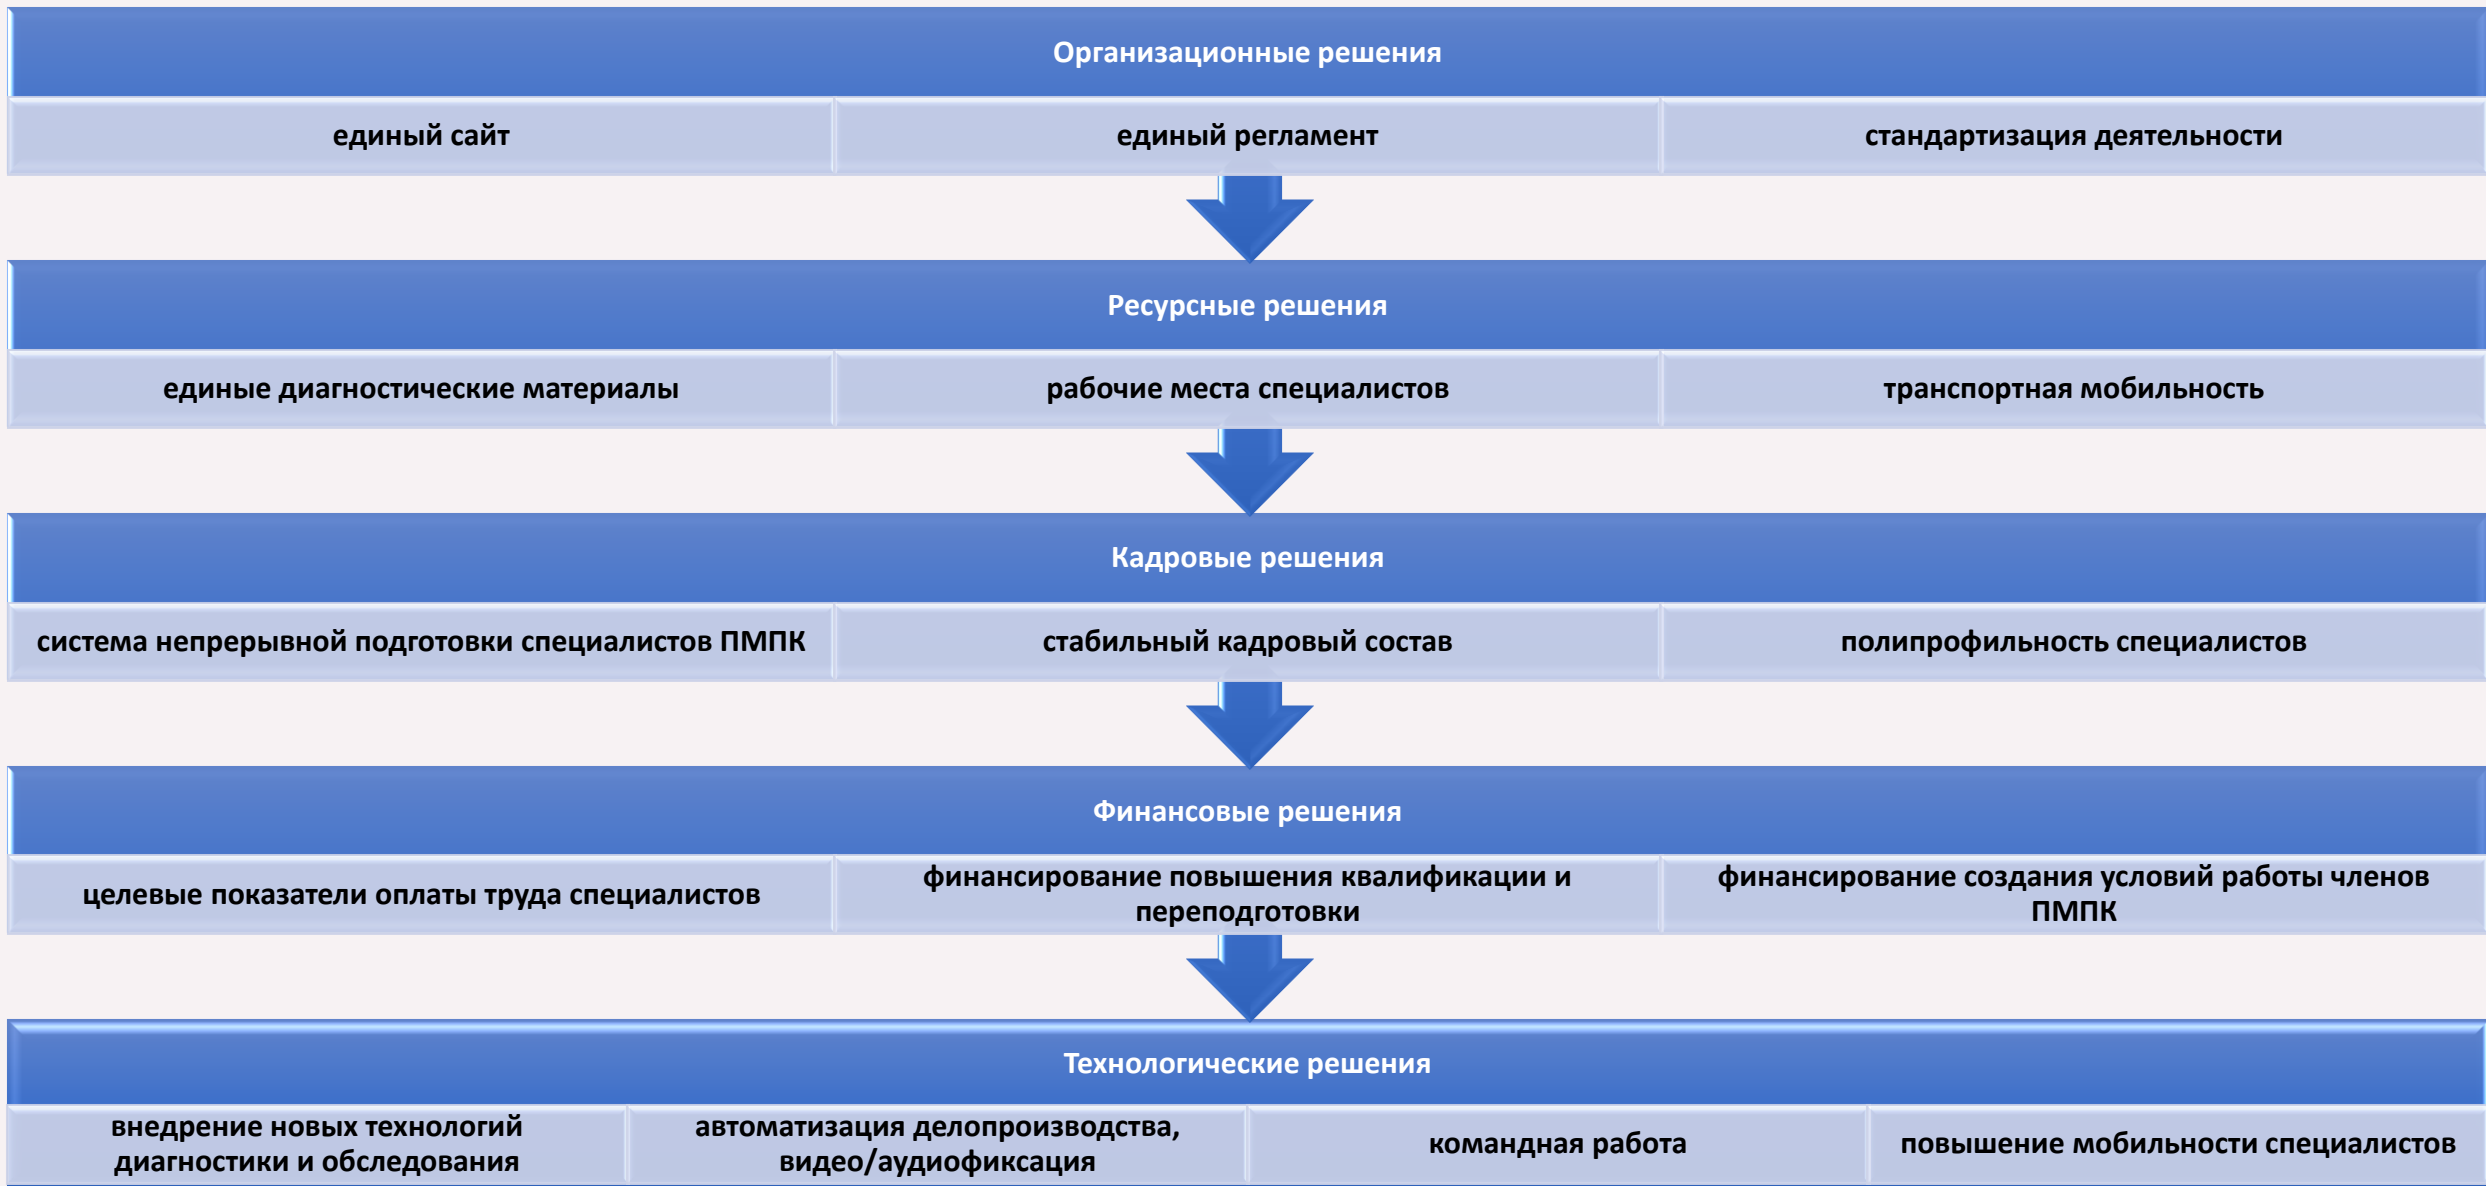 Организационные решения
единый сайт
единый регламент
стандартизация деятельности
Ресурсные решения
единые диагностические материалы
рабочие места специалистов
транспортная мобильность
Кадровые решения
система непрерывной подготовки специалистов ПМПК
стабильный кадровый состав
полипрофильность специалистов
Финансовые решения
целевые показатели оплаты труда специалистов
финансирование повышения квалификации и
переподготовки
финансирование создания условий работы членов
ПМПК
Технологические решения
внедрение новых технологий
диагностики и обследования
автоматизация делопроизводства,
видео/аудиофиксация
командная работа
повышение мобильности специалистов